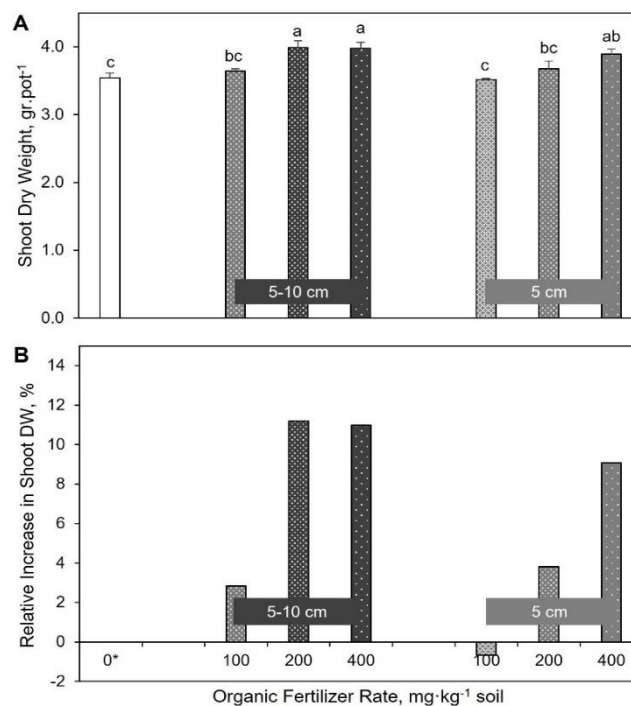 A
Shoot Dry Weight, gr.pot⁻¹
5.0
4.0
3.0
2.0
1.0
0.0
c
bc
a
a
c
bc
ab
5-10 cm
5 cm
B
Relative Increase in Shoot DW, %
14
12
10
8
6
4
2
0
-2
5-10 cm
5 cm
0* 100 200 400 100 200 400
Organic Fertilizer Rate, mg·kg⁻¹ soil